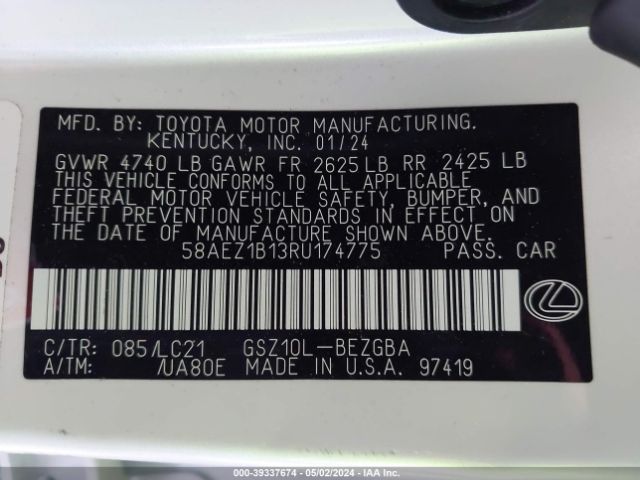 MFD. BY: TOYOTA MOTOR MANUFACTURING.
KENTUCKY, INC. 01/24
GVWR 4740 LB GAWR FR 2625 LB RR 2425 LB
THIS VEHICLE CONFORMS TO ALL APPLICABLE
FEDERAL MOTOR VEHICLE SAFETY, BUMPER, AND
THEFT PREVENTION STANDARDS IN EFFECT ON
THE DATE OF MANUFACTURE SHOWN ABOVE.
58AEZ1B13RU174775 PASS. CAR
C/TR: 085/LC21 GSZ10L-BEZGBA
A/TM: /UA80E MADE IN U.S.A. 97419
000-39337674 - 05/02/2024 - IAA Inc.